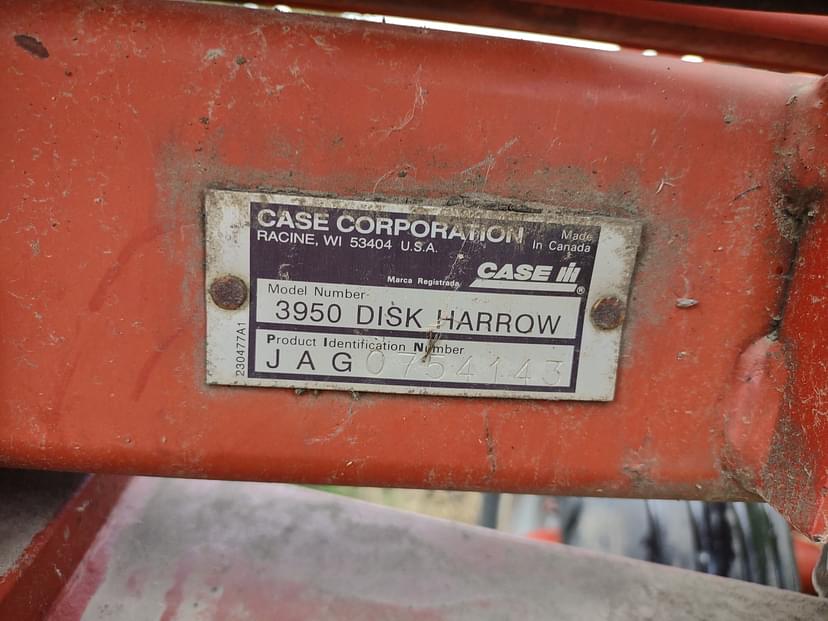 CASE CORPORATION
RACINE, WI 53404 U.S.A.
Made
In Canada
Marca Registrada
CASE IH
®
Model Number
3950 DISK HARROW
Product Identification Number
JAG0754143
230477A1